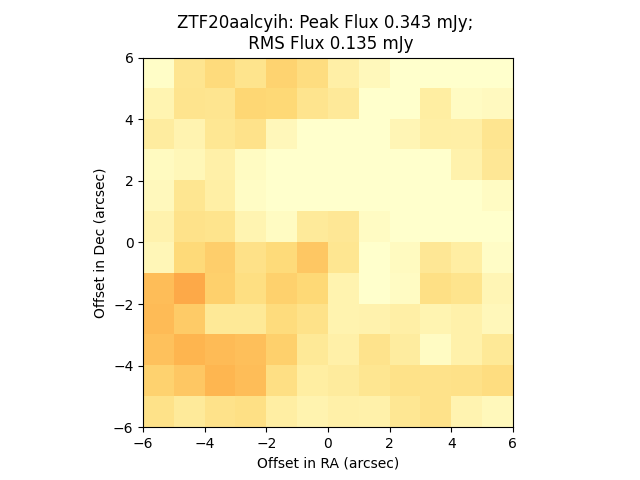 ZTF20aalcyih: Peak Flux 0.343 mJy;
RMS Flux 0.135 mJy
6
4
2
0
−2
−4
−6
Offset in Dec (arcsec)
−6 −4 −2 0 2 4 6
Offset in RA (arcsec)